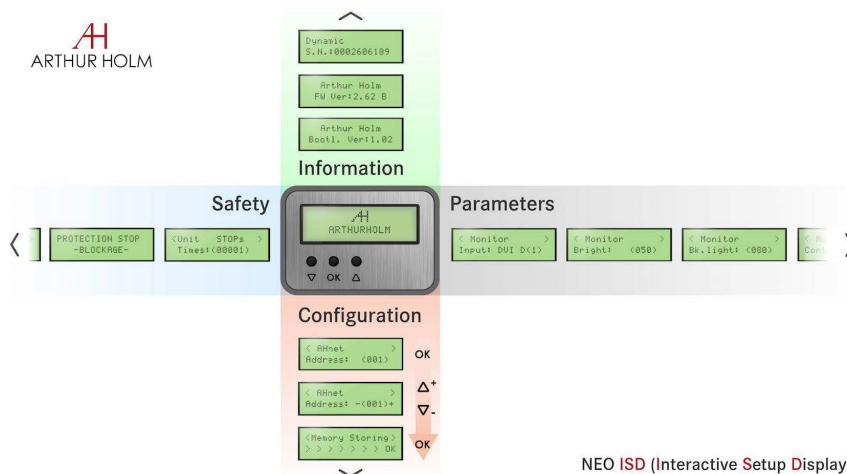 AH
ARTHUR HOLM
Dynamic
S.N.:0002606189
Arthur Holm
FW Ver:2.62 B
Arthur Holm
Bootl. Ver:1.02
Information
Safety
Parameters
PROTECTION STOP
-BLOCKAGE-
<Unit STOPs >
Times:(00001)
AH
ARTHURHOLM
▽ OK △
< Monitor >
Input: DVI D(1)
< Monitor >
Bright: (050)
< Monitor >
Bk.light: (080)
Configuration
< AHnet >
Address: (001)
OK
< AHnet >
Address: -(001)+
△+
▽-
<Memory Storing>
> > > > > > > OK
OK
NEO ISD (Interactive Setup Display